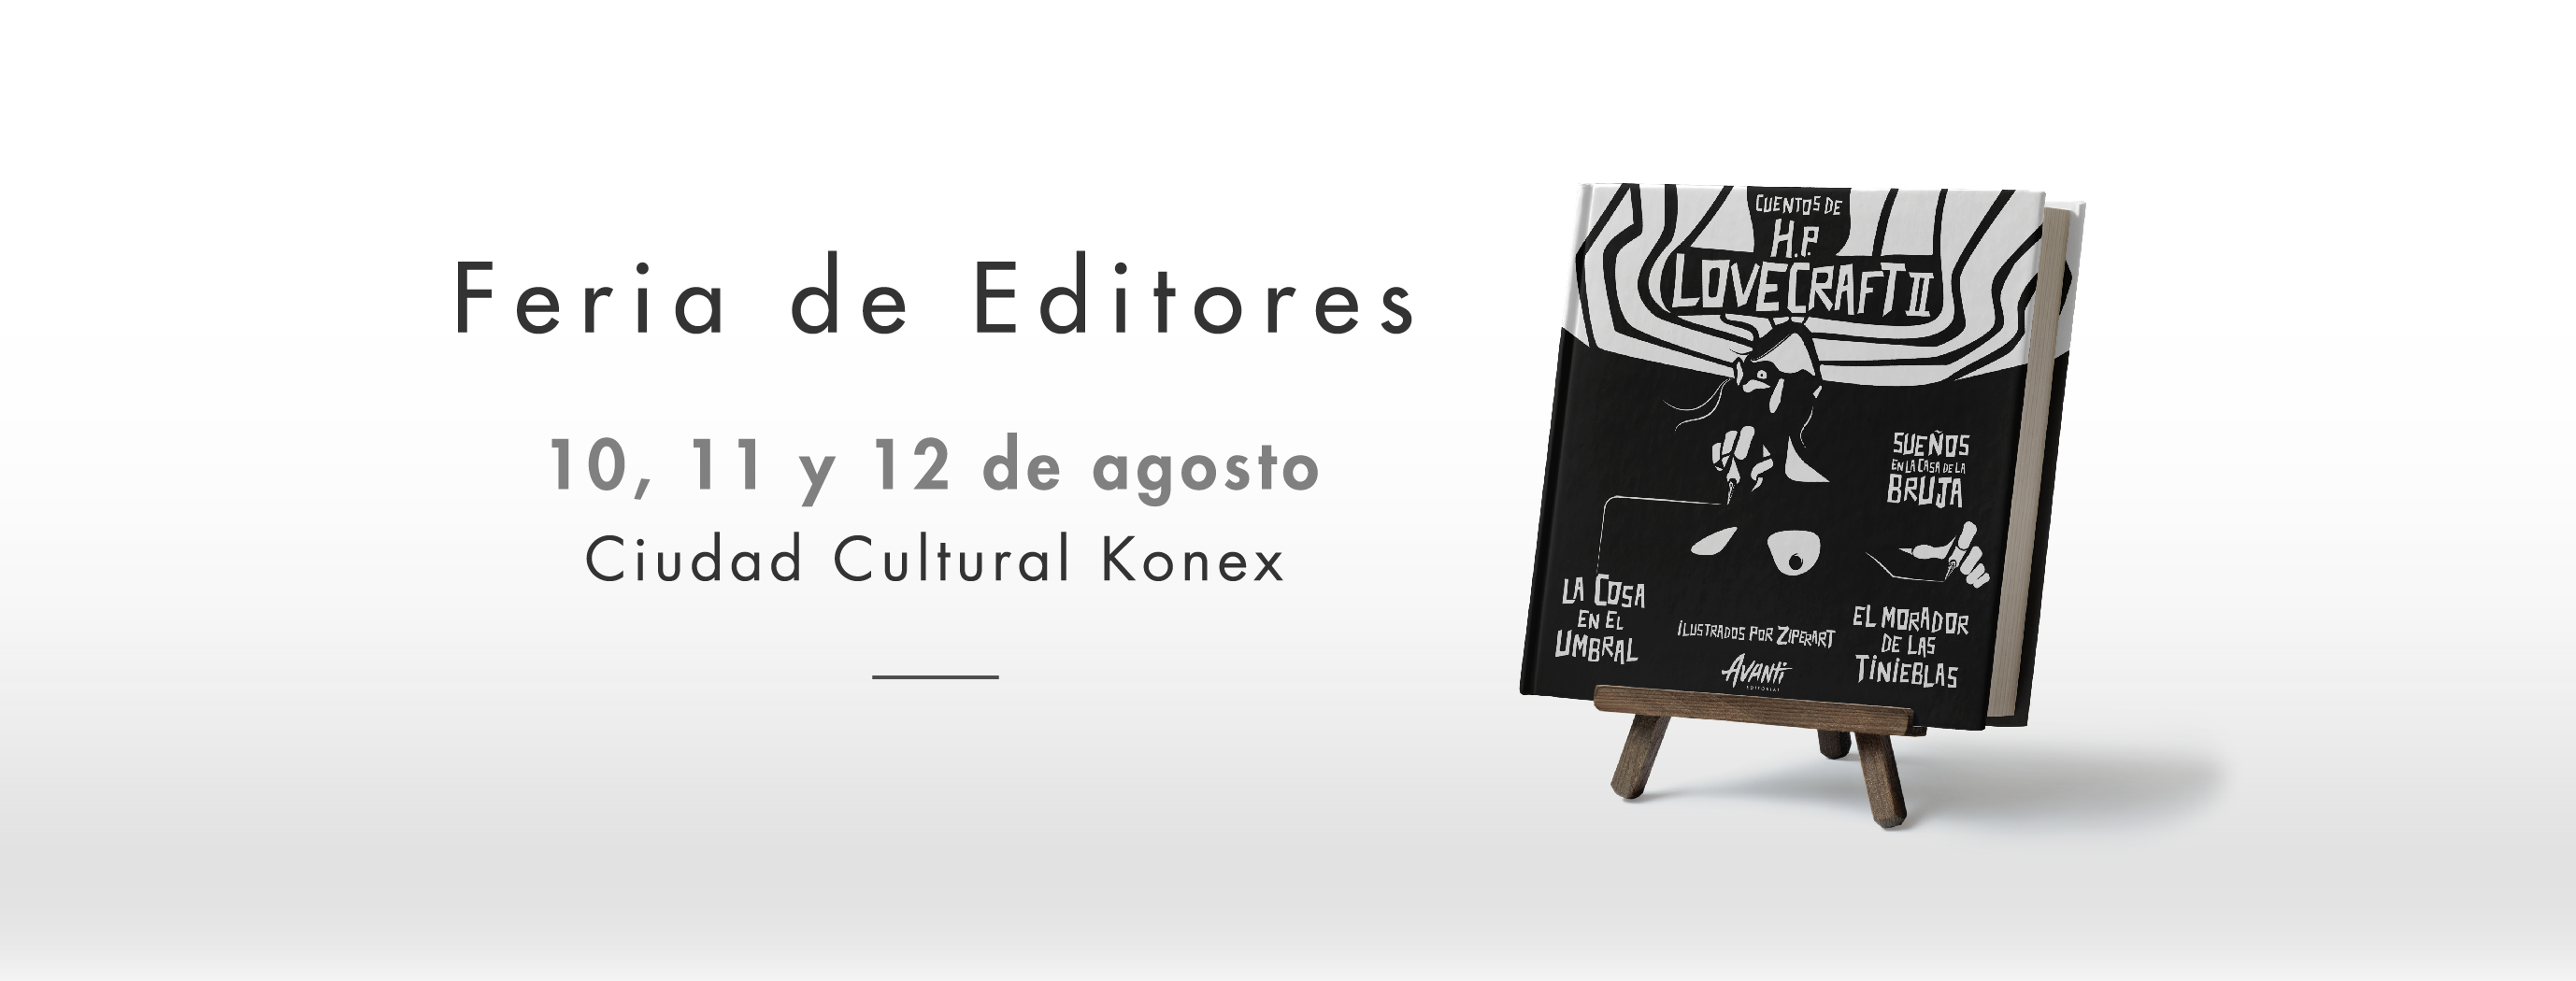 Feria de Editores
10, 11 y 12 de agosto
Ciudad Cultural Konex
CUENTOS DE
H.P.
LOVECRAFT II
SUEÑOS
EN LA CASA DE LA
BRUJA
LA COSA
EN EL
UMBRAL
ILUSTRADOS POR ZIPERART
AVANTI
EDITORIAL
EL MORADOR
DE LAS
TINIEBLAS